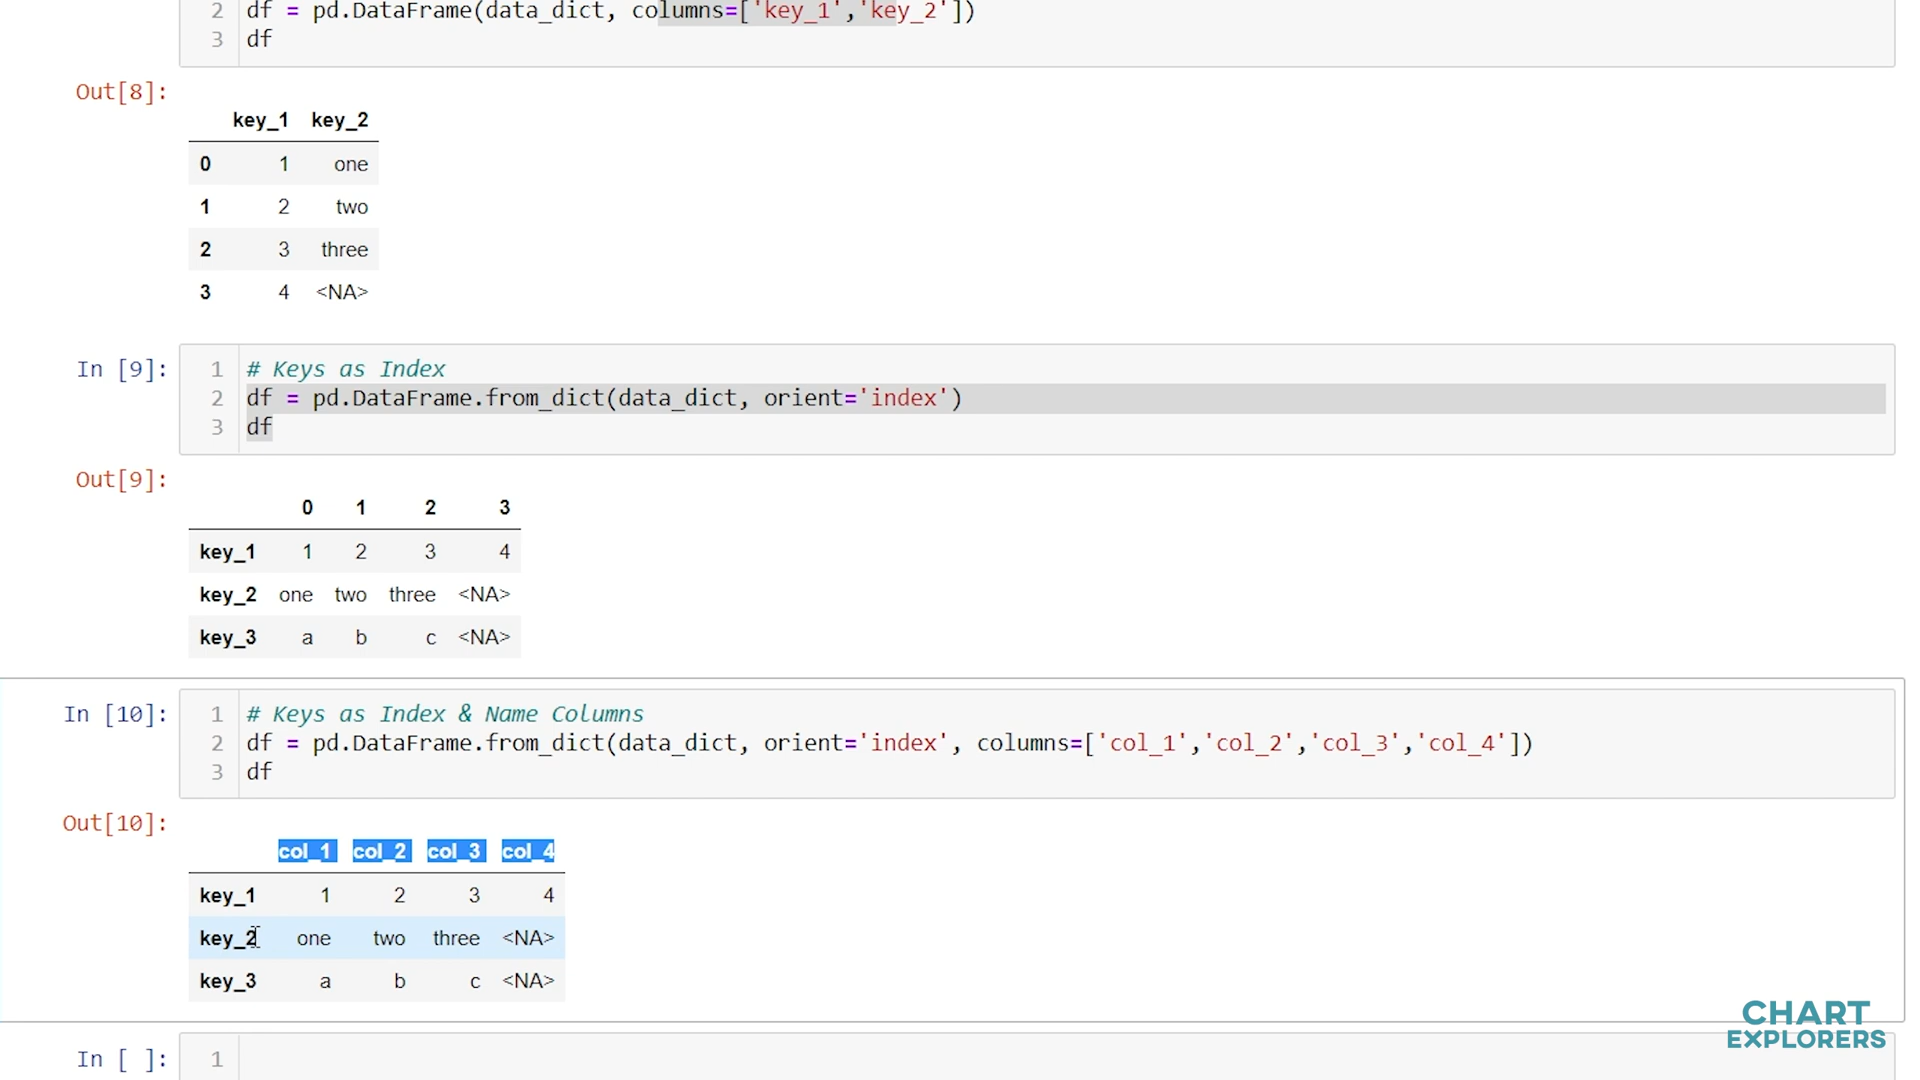 2 df = pd.DataFrame(data_dict, columns=['key_1','key_2'])
3 df
Out[8]:
key_1 key_2
0 1 one
1 2 two
2 3 three
3 4 <NA>
In [9]:
1 # Keys as Index
2 df = pd.DataFrame.from_dict(data_dict, orient='index')
3 df
Out[9]:
0 1 2 3
key_1 1 2 3 4
key_2 one two three <NA>
key_3 a b c <NA>
In [10]:
1 # Keys as Index & Name Columns
2 df = pd.DataFrame.from_dict(data_dict, orient='index', columns=['col_1','col_2','col_3','col_4'])
3 df
Out[10]:
col_1 col_2 col_3 col_4
key_1 1 2 3 4
key_2 one two three <NA>
key_3 a b c <NA>
In [ ]:
1
CHART
EXPLORERS